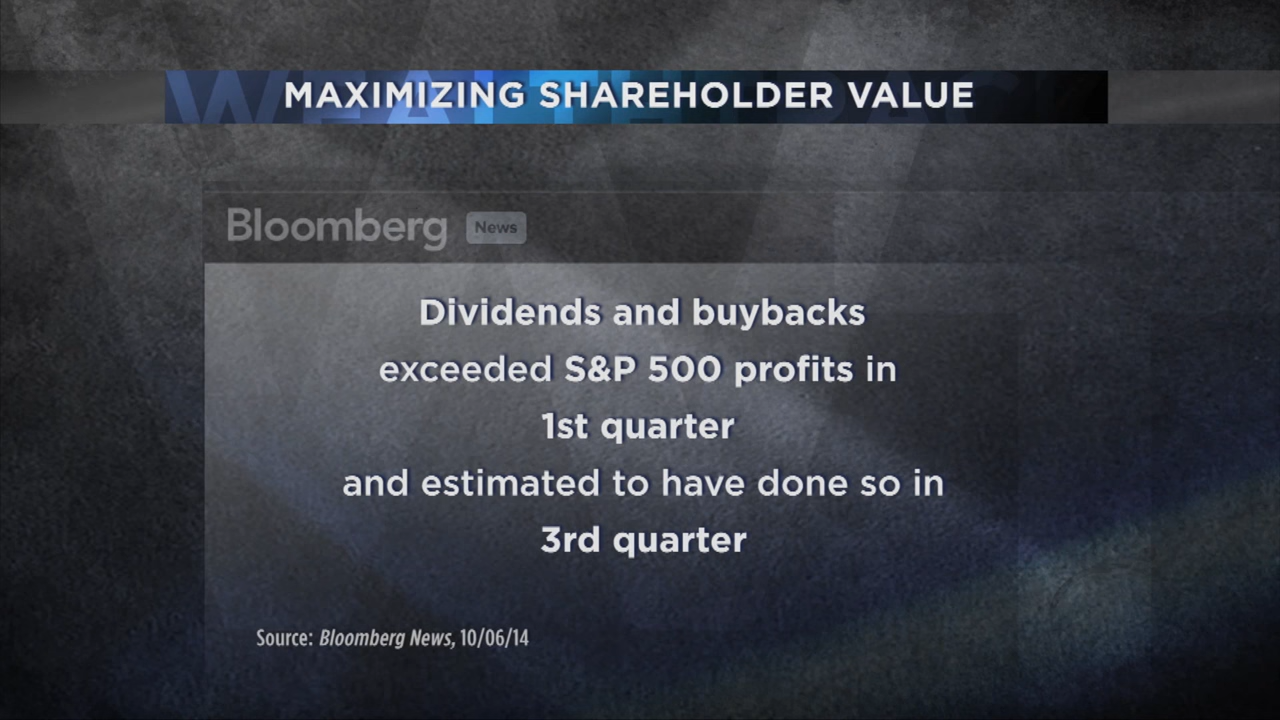 MAXIMIZING SHAREHOLDER VALUE
Bloomberg News
Dividends and buybacks
exceeded S&P 500 profits in
1st quarter
and estimated to have done so in
3rd quarter
Source: Bloomberg News, 10/06/14